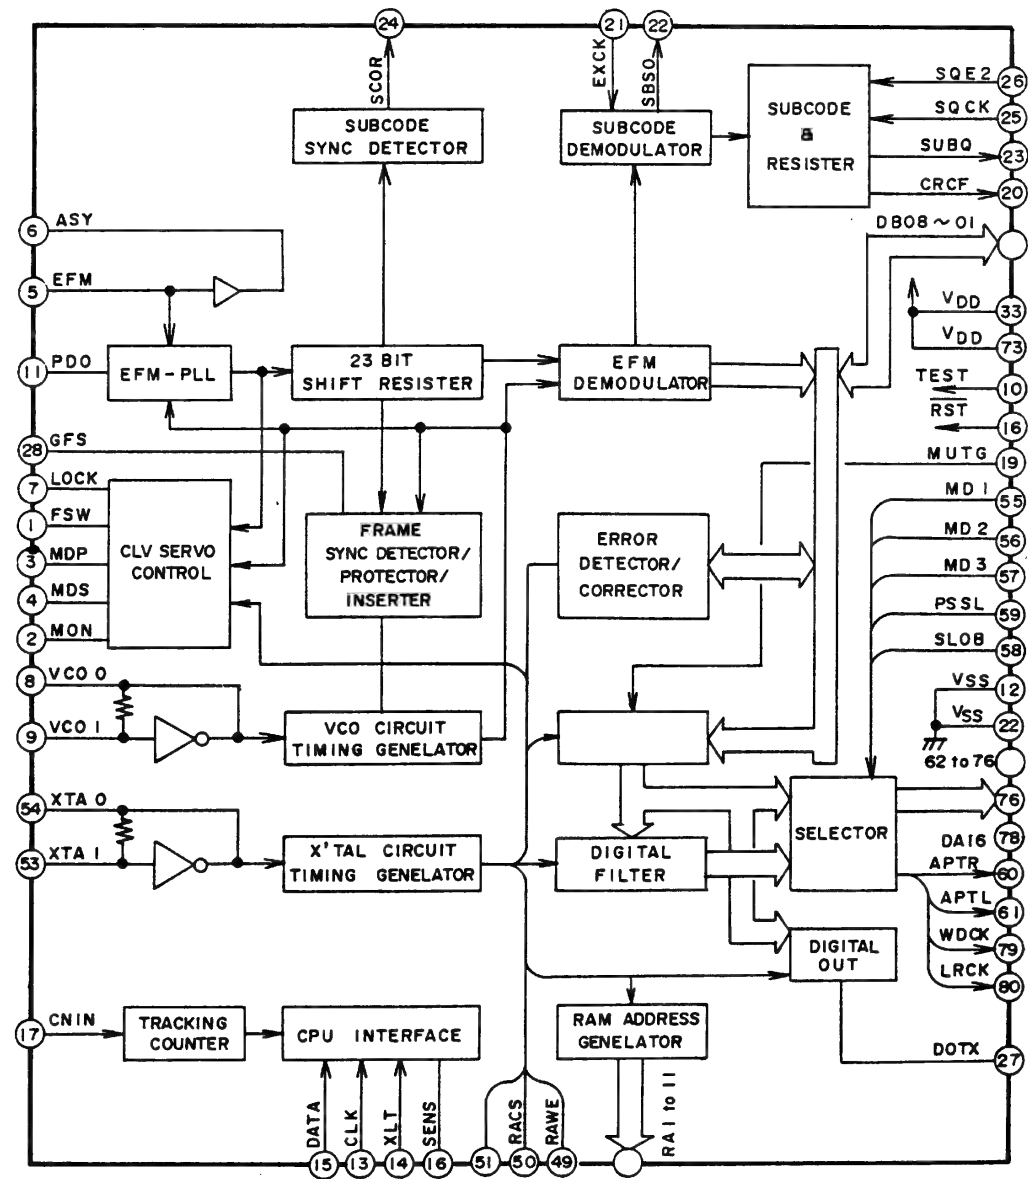 24
21
22
SCOR
EXCK
SBSO
SUBCODE
SYNC DETECTOR
SUBCODE
DEMODULATOR
SUBCODE
&
RESISTER
SQE2
26
SQCK
25
SUBQ
23
CRCF
20
DB08~01
6
ASY
5
EFM
VDD
33
VDD
73
11
PDO
EFM-PLL
23 BIT
SHIFT RESISTER
EFM
DEMODULATOR
TEST
10
RST
16
28
GFS
MUTG
19
7
LOCK
1
FSW
3
MDP
4
MDS
2
MON
CLV SERVO
CONTROL
FRAME
SYNC DETECTOR/
PROTECTOR/
INSERTER
ERROR
DETECTOR/
CORRECTOR
MD1
55
MD2
56
MD3
57
PSSL
59
SLOB
58
8
VCO 0
9
VCO 1
VCO CIRCUIT
TIMING GENELATOR
VSS
12
VSS
22
62 to 76
76
54
XTA 0
53
XTA 1
X'TAL CIRCUIT
TIMING GENELATOR
DIGITAL
FILTER
SELECTOR
DA16
78
APTR
60
APTL
61
WDCK
79
LRCK
80
DIGITAL
OUT
17
CNIN
TRACKING
COUNTER
CPU INTERFACE
RAM ADDRESS
GENELATOR
DOTX
27
DATA
CLK
XLT
SENS
RACS
RAWE
RA1 to 11
15
13
14
16
51
50
49